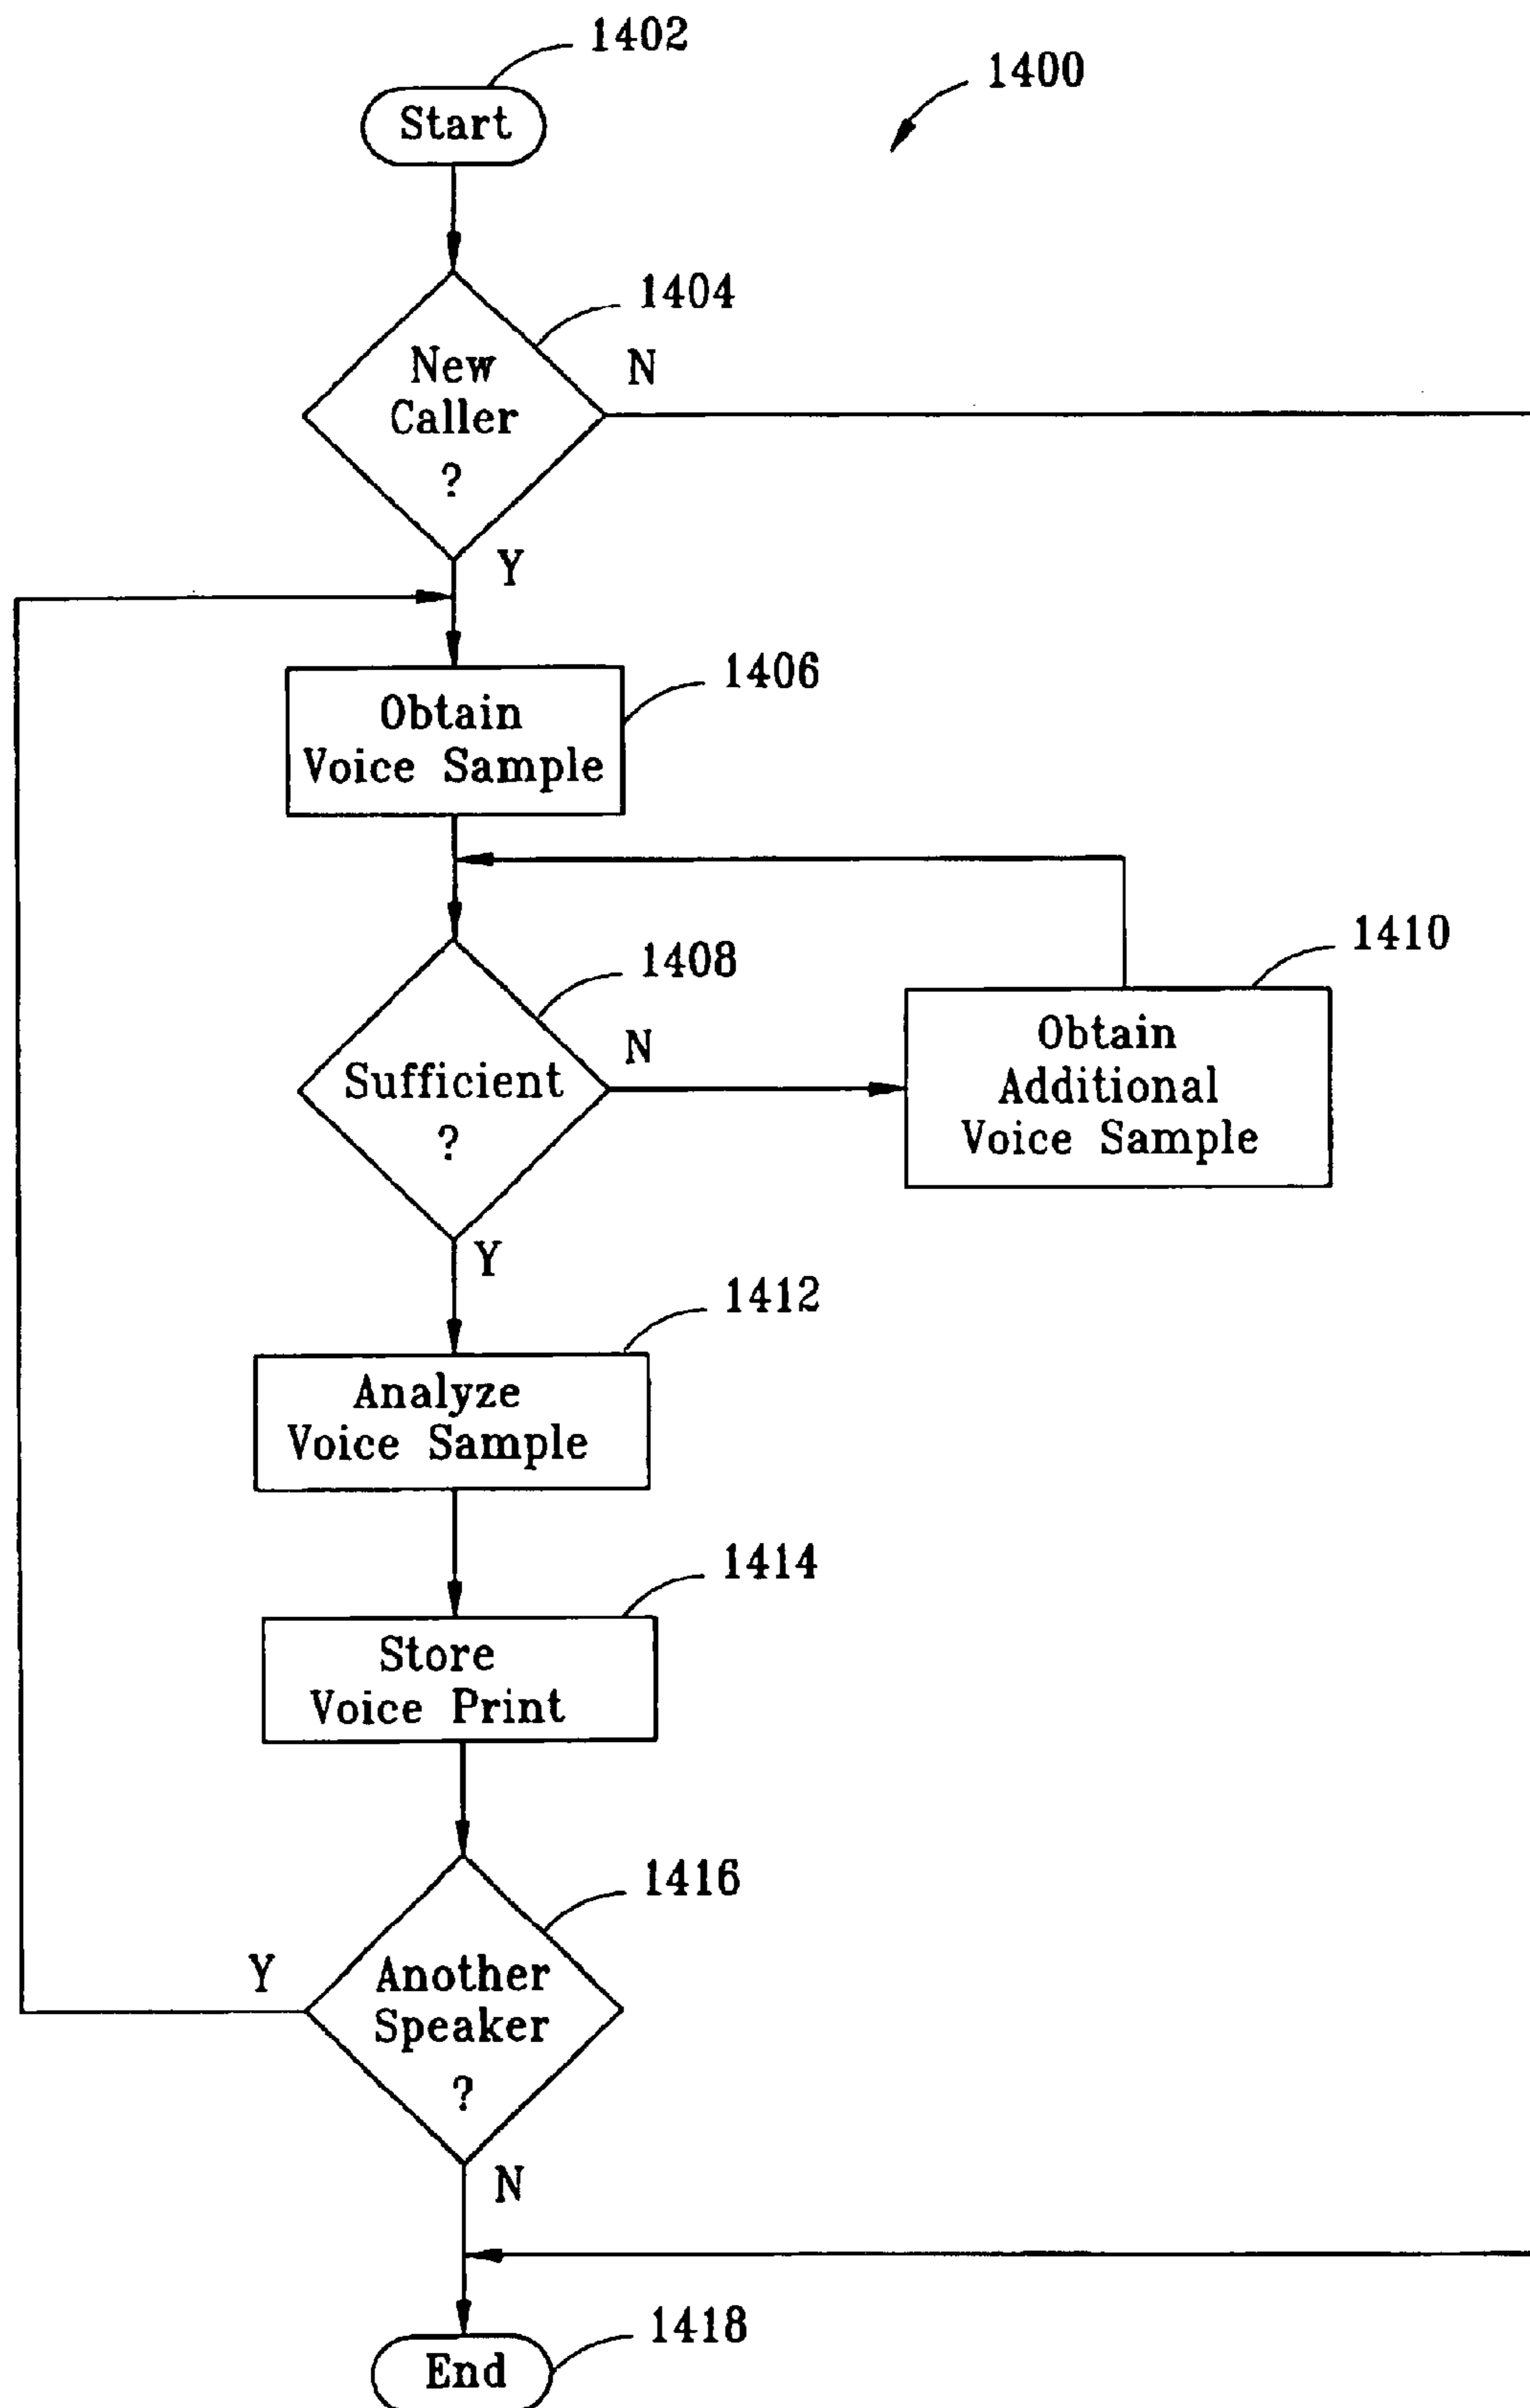 1402
1400
Start
1404
New
Caller
?
N
Y
1406
Obtain
Voice Sample
1408
Sufficient
?
N
1410
Obtain
Additional
Voice Sample
Y
1412
Analyze
Voice Sample
1414
Store
Voice Print
1416
Another
Speaker
?
Y
N
1418
End